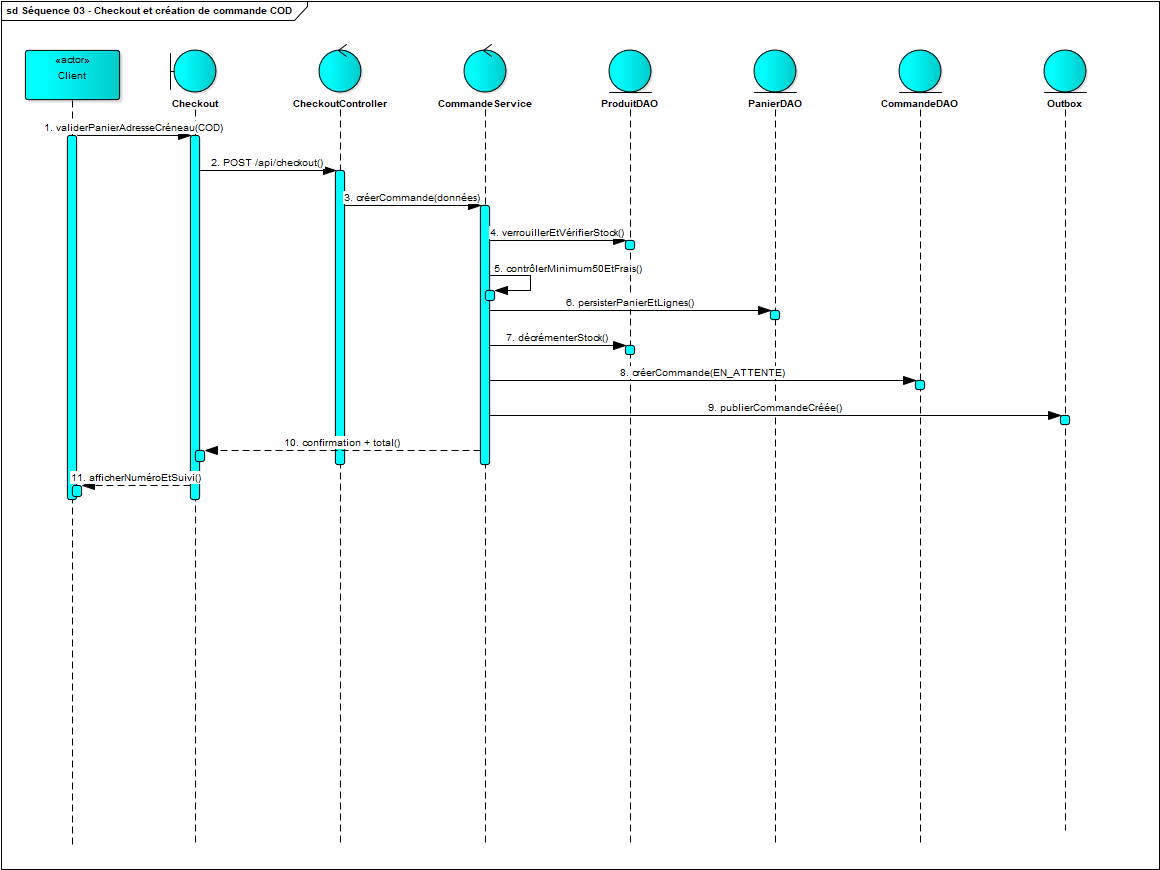 sd Séquence 03 - Checkout et création de commande COD
«actor»
Client
Checkout
CheckoutController
CommandeService
ProduitDAO
PanierDAO
CommandeDAO
Outbox
1. validerPanierAdresseCréneau(COD)
2. POST /api/checkout()
3. créerCommande(données)
4. verrouillerEtVérifierStock()
5. contrôlerMinimum50EtFrais()
6. persisterPanierEtLignes()
7. décrémenterStock()
8. créerCommande(EN_ATTENTE)
9. publierCommandeCréée()
10. confirmation + total()
11. afficherNuméroEtSuivi()